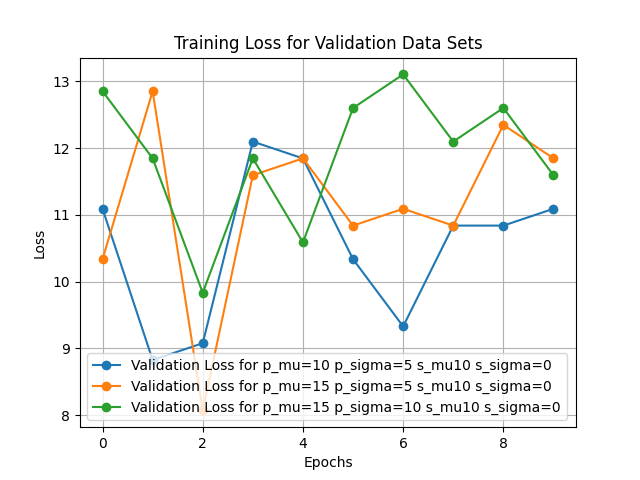 Training Loss for Validation Data Sets
13
12
11
10
9
8
Loss
Validation Loss for p_mu=10 p_sigma=5 s_mu10 s_sigma=0
Validation Loss for p_mu=15 p_sigma=5 s_mu10 s_sigma=0
Validation Loss for p_mu=15 p_sigma=10 s_mu10 s_sigma=0
0 2 4 6 8
Epochs